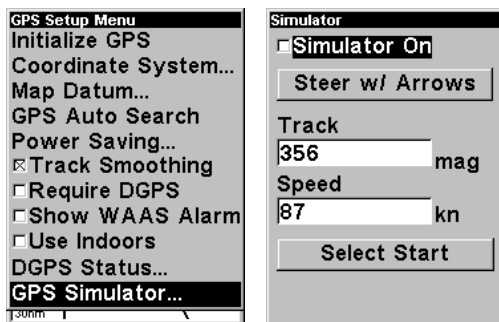 GPS Setup Menu
Initialize GPS
Coordinate System...
Map Datum...
GPS Auto Search
Power Saving...
Track Smoothing
Require DGPS
Show WAAS Alarm
Use Indoors
DGPS Status...
GPS Simulator...
30nm
Simulator
Simulator On
Steer w/ Arrows
Track
356 mag
Speed
87 kn
Select Start